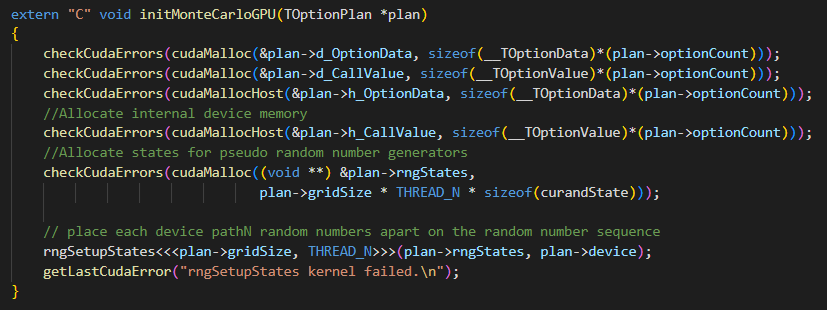 extern "C" void initMonteCarloGPU(TOptionPlan *plan)
{
    checkCudaErrors(cudaMalloc(&plan->d_OptionData, sizeof(__TOptionData)*(plan->optionCount)));
    checkCudaErrors(cudaMalloc(&plan->d_CallValue, sizeof(__TOptionValue)*(plan->optionCount)));
    checkCudaErrors(cudaMallocHost(&plan->h_OptionData, sizeof(__TOptionData)*(plan->optionCount)));
    //Allocate internal device memory
    checkCudaErrors(cudaMallocHost(&plan->h_CallValue, sizeof(__TOptionValue)*(plan->optionCount)));
    //Allocate states for pseudo random number generators
    checkCudaErrors(cudaMalloc((void **) &plan->rngStates,
                               plan->gridSize * THREAD_N * sizeof(curandState)));

    // place each device pathN random numbers apart on the random number sequence
    rngSetupStates<<<plan->gridSize, THREAD_N>>>(plan->rngStates, plan->device);
    getLastCudaError("rngSetupStates kernel failed.\n");
}